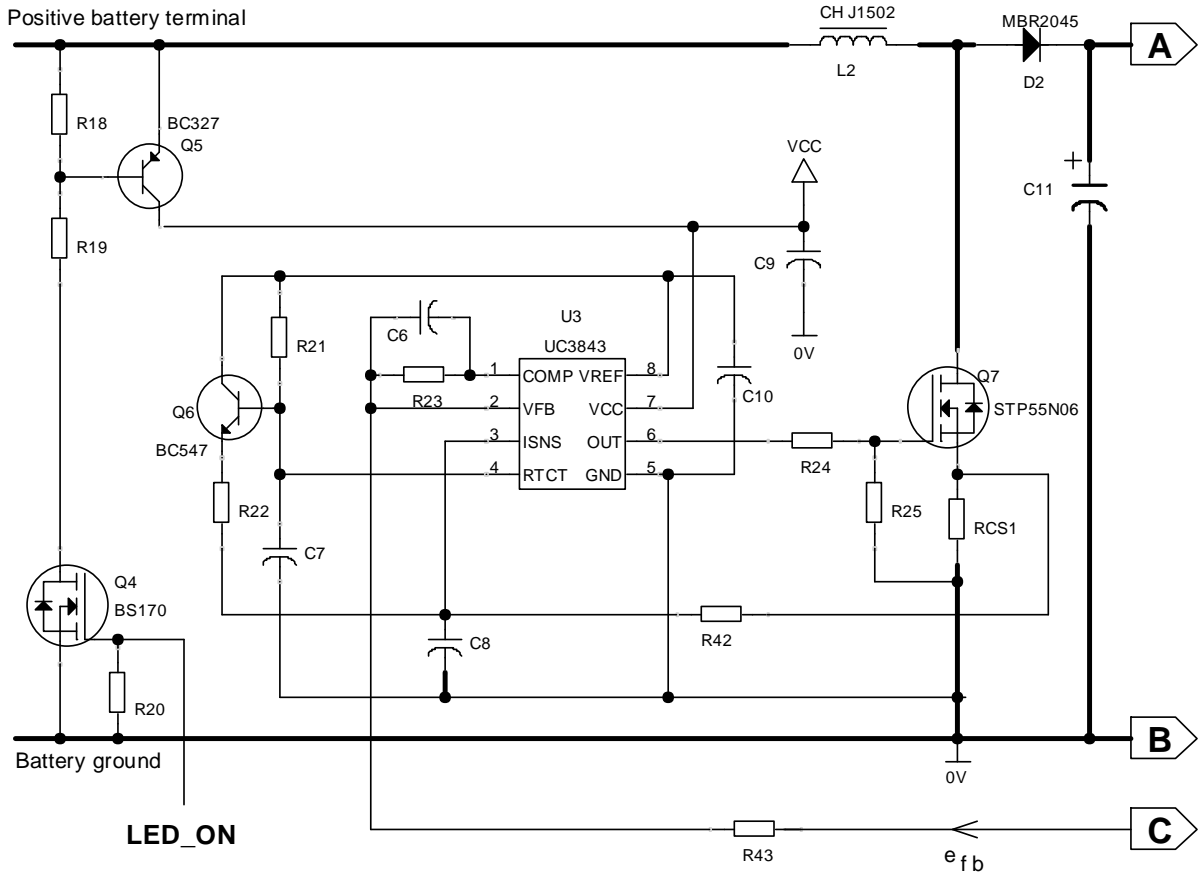 Positive battery terminal
CH J1502
L2
MBR2045
D2
A
R18
BC327
Q5
VCC
C11
R19
C9
0V
U3
UC3843
C6
R21
R23
C10
Q6
BC547
1 COMP VREF 8
2 VFB VCC 7
3 ISNS OUT 6
4 RTCT GND 5
Q7
STP55N06
R24
R22
R25
RCS1
C7
Q4
BS170
R42
C8
R20
B
Battery ground
0V
LED_ON
C
R43
efb